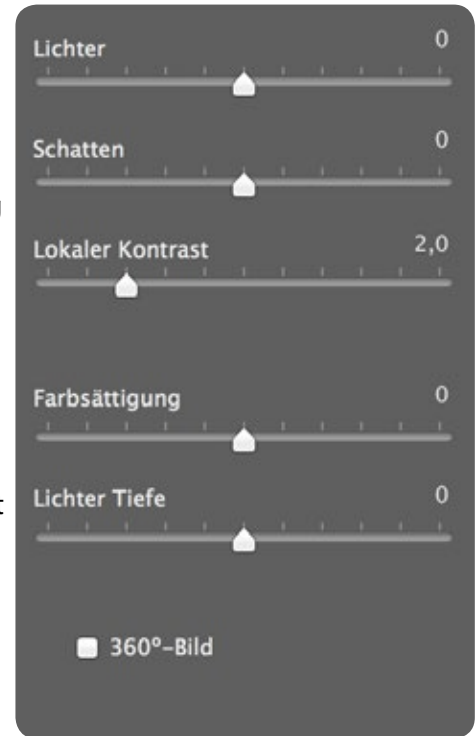 Lichter 0
Schatten 0
Lokaler Kontrast 2,0
Farbsättigung 0
Lichter Tiefe 0
360°-Bild